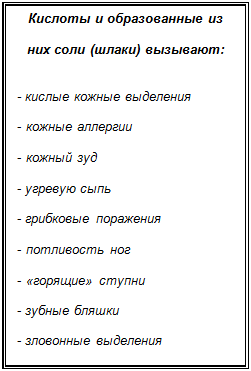 Кислоты и образованные из
них соли (шлаки) вызывают:
- кислые кожные выделения
- кожные аллергии
- кожный зуд
- угревую сыпь
- грибковые поражения
- потливость ног
- «горящие» ступни
- зубные бляшки
- зловонные выделения